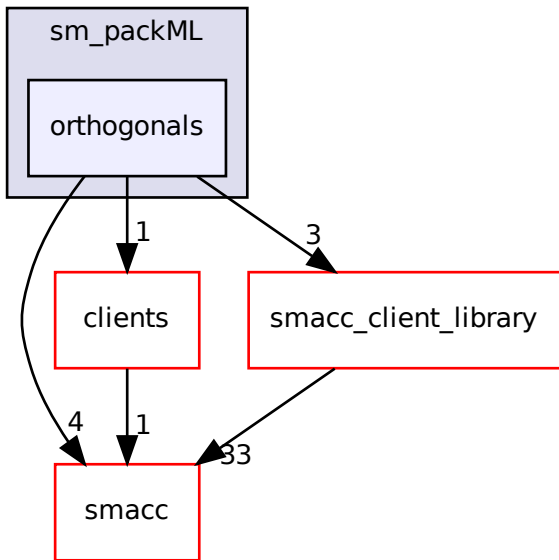 sm_packML
orthogonals
1
3
clients
smacc_client_library
4
1
33
smacc